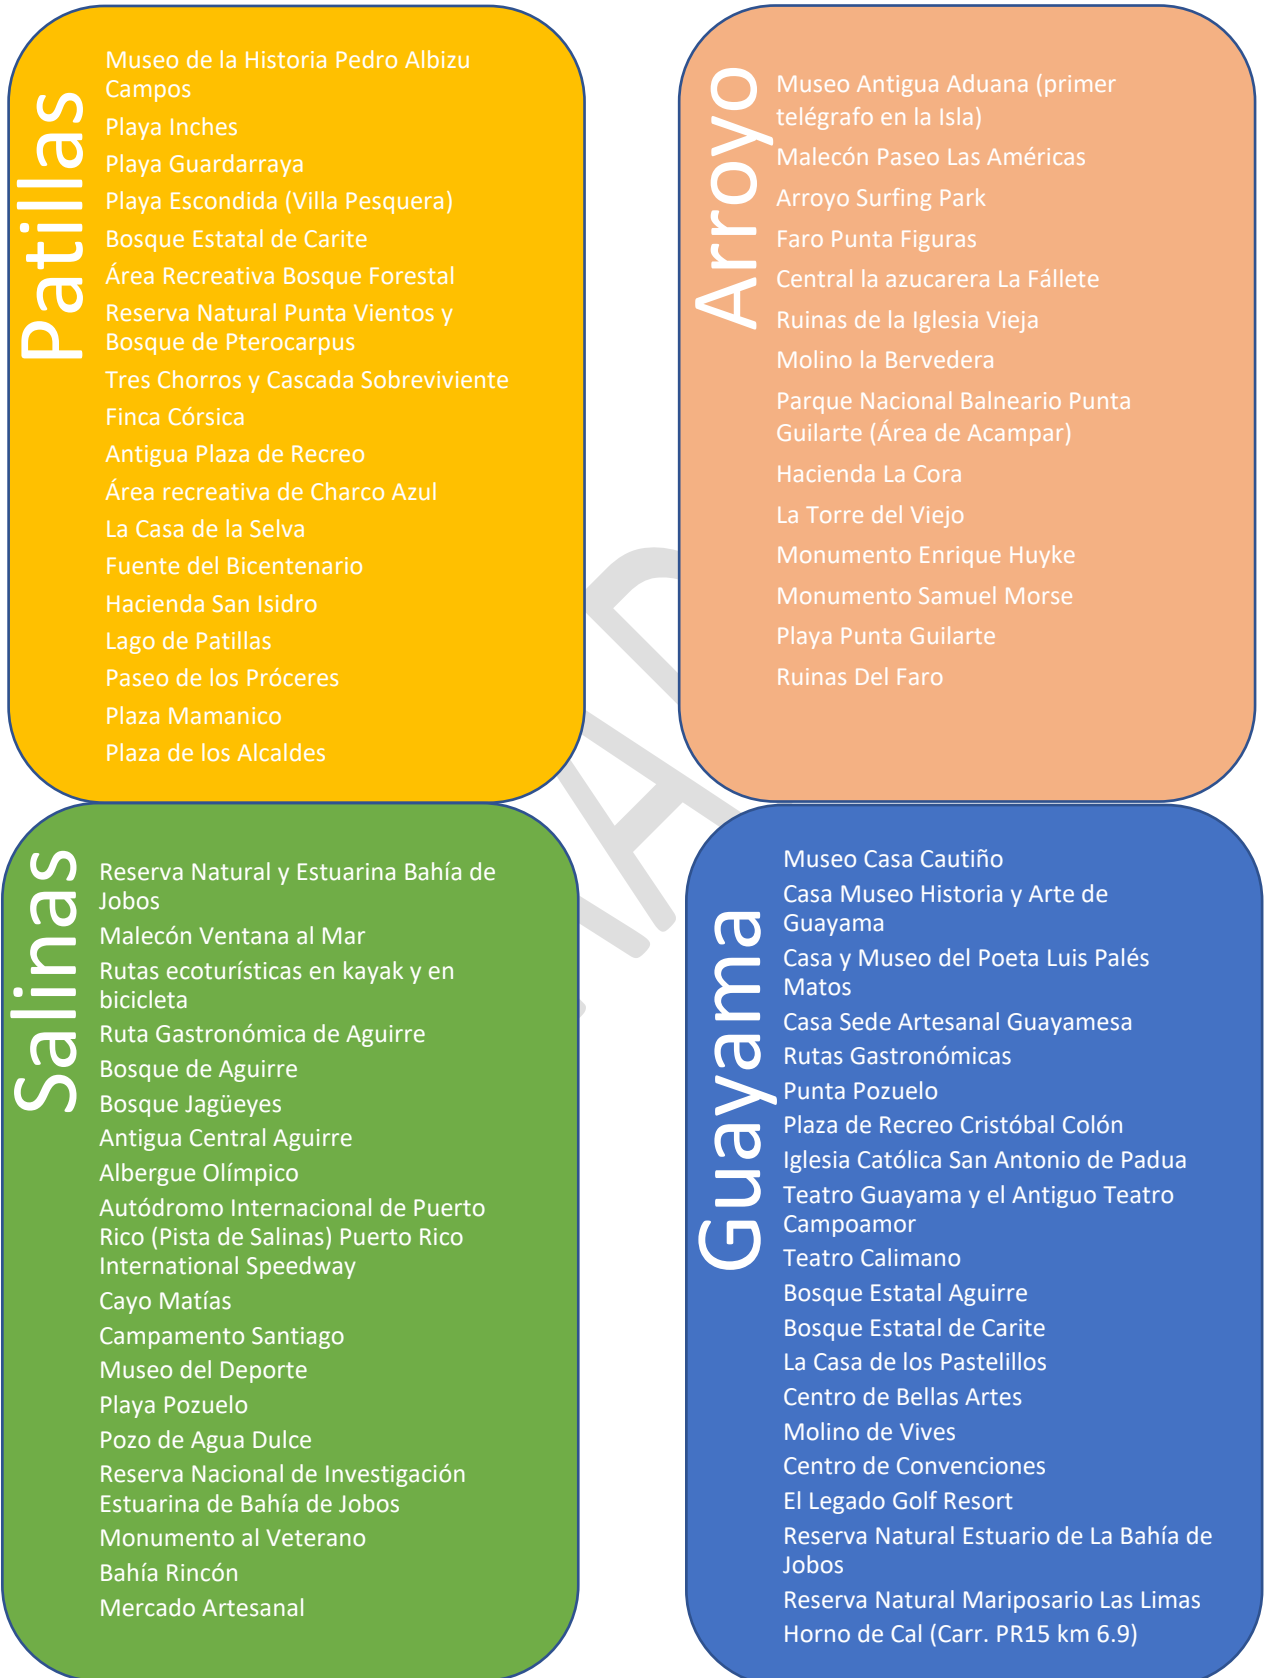 Patillas
Museo de la Historia Pedro Albizu
Campos
Playa Inches
Playa Guardarraya
Playa Escondida (Villa Pesquera)
Bosque Estatal de Carite
Área Recreativa Bosque Forestal
Reserva Natural Punta Vientos y
Bosque de Pterocarpus
Tres Chorros y Cascada Sobreviviente
Finca Córsica
Antigua Plaza de Recreo
Área recreativa de Charco Azul
La Casa de la Selva
Fuente del Bicentenario
Hacienda San Isidro
Lago de Patillas
Paseo de los Próceres
Plaza Mamanico
Plaza de los Alcaldes
Arroyo
Museo Antigua Aduana (primer
telégrafo en la Isla)
Malecón Paseo Las Américas
Arroyo Surfing Park
Faro Punta Figuras
Central la azucarera La Fállete
Ruinas de la Iglesia Vieja
Molino la Bervedera
Parque Nacional Balneario Punta
Guilarte (Área de Acampar)
Hacienda La Cora
La Torre del Viejo
Monumento Enrique Huyke
Monumento Samuel Morse
Playa Punta Guilarte
Ruinas Del Faro
Salinas
Reserva Natural y Estuarina Bahía de
Jobos
Malecón Ventana al Mar
Rutas ecoturísticas en kayak y en
bicicleta
Ruta Gastronómica de Aguirre
Bosque de Aguirre
Bosque Jagüeyes
Antigua Central Aguirre
Albergue Olímpico
Autódromo Internacional de Puerto
Rico (Pista de Salinas) Puerto Rico
International Speedway
Cayo Matías
Campamento Santiago
Museo del Deporte
Playa Pozuelo
Pozo de Agua Dulce
Reserva Nacional de Investigación
Estuarina de Bahía de Jobos
Monumento al Veterano
Bahía Rincón
Mercado Artesanal
Guayama
Museo Casa Cautiño
Casa Museo Historia y Arte de
Guayama
Casa y Museo del Poeta Luis Palés
Matos
Casa Sede Artesanal Guayamesa
Rutas Gastronómicas
Punta Pozuelo
Plaza de Recreo Cristóbal Colón
Iglesia Católica San Antonio de Padua
Teatro Guayama y el Antiguo Teatro
Campoamor
Teatro Calimano
Bosque Estatal Aguirre
Bosque Estatal de Carite
La Casa de los Pastelillos
Centro de Bellas Artes
Molino de Vives
Centro de Convenciones
El Legado Golf Resort
Reserva Natural Estuario de La Bahía de
Jobos
Reserva Natural Mariposario Las Limas
Horno de Cal (Carr. PR15 km 6.9)